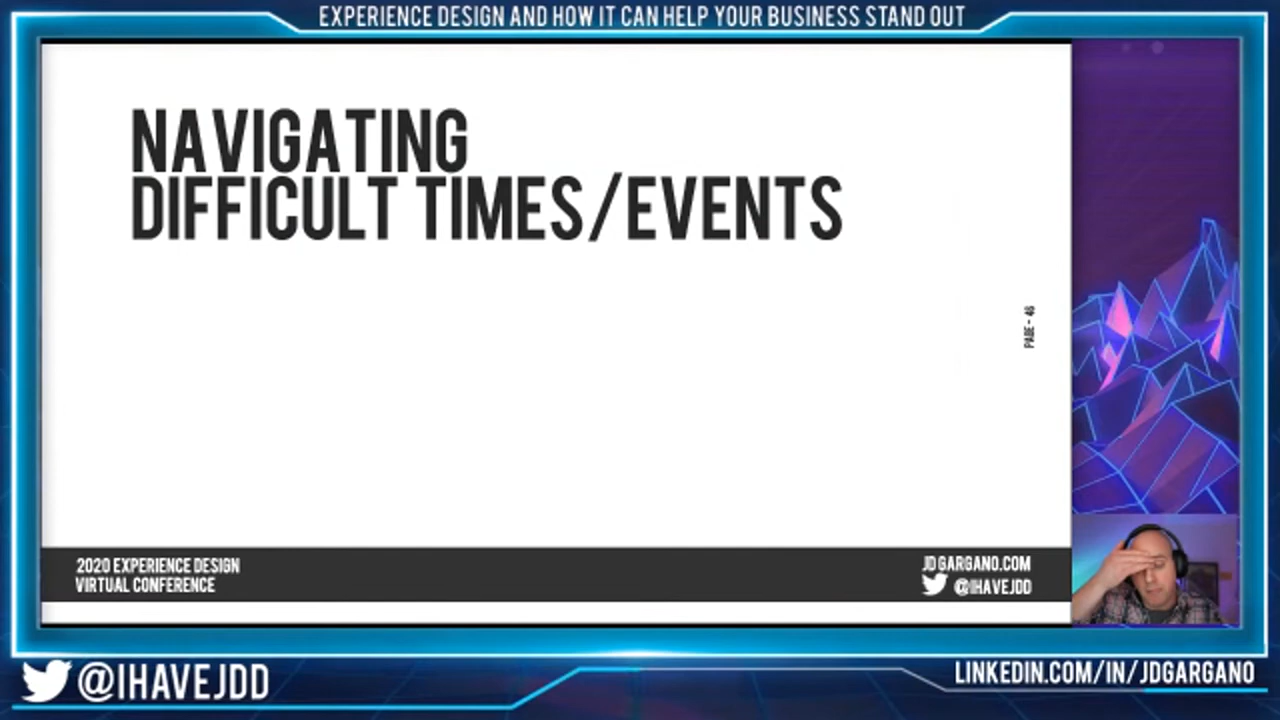 EXPERIENCE DESIGN AND HOW IT CAN HELP YOUR BUSINESS STAND OUT
NAVIGATING
DIFFICULT TIMES/EVENTS
PAGE - 46
2020 EXPERIENCE DESIGN
VIRTUAL CONFERENCE
JDGARGANO.COM
@IHAVEJDD
@IHAVEJDD
LINKEDIN.COM/IN/JDGARGANO